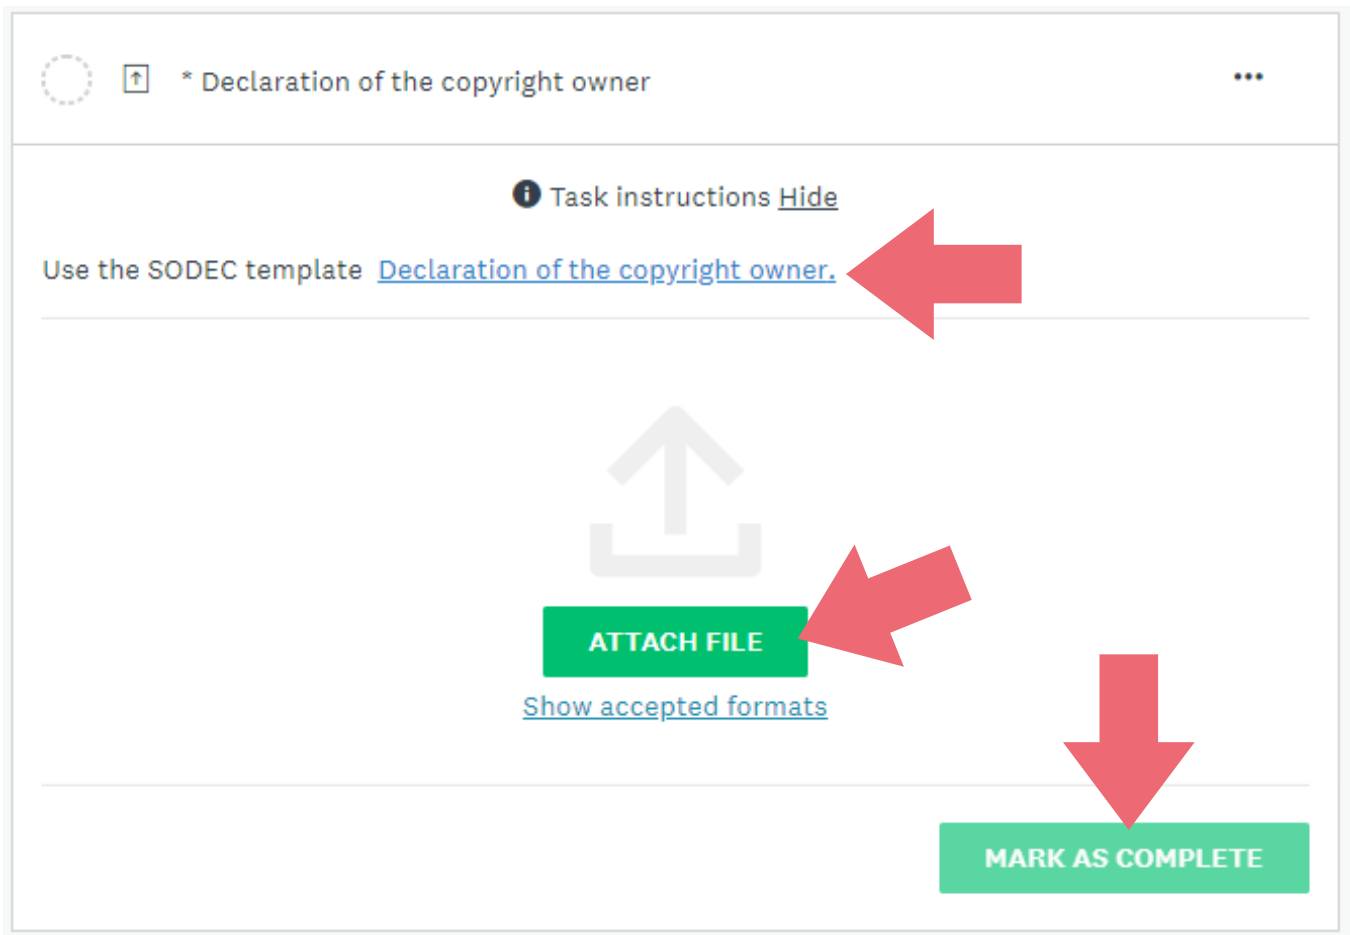 * Declaration of the copyright owner
Task instructions Hide
Use the SODEC template Declaration of the copyright owner.
ATTACH FILE
Show accepted formats
MARK AS COMPLETE